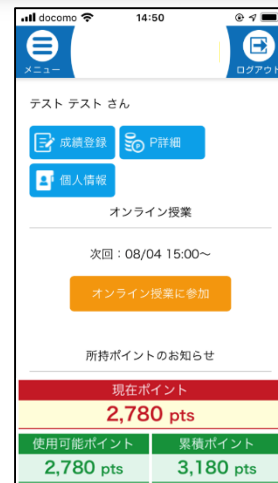 docomo 14:50
メニュー
ログアウト
テスト テスト さん
成績登録 P詳細
個人情報
オンライン授業
次回：08/04 15:00～
オンライン授業に参加
所持ポイントのお知らせ
現在ポイント
2,780 pts
使用可能ポイント 累積ポイント
2,780 pts 3,180 pts